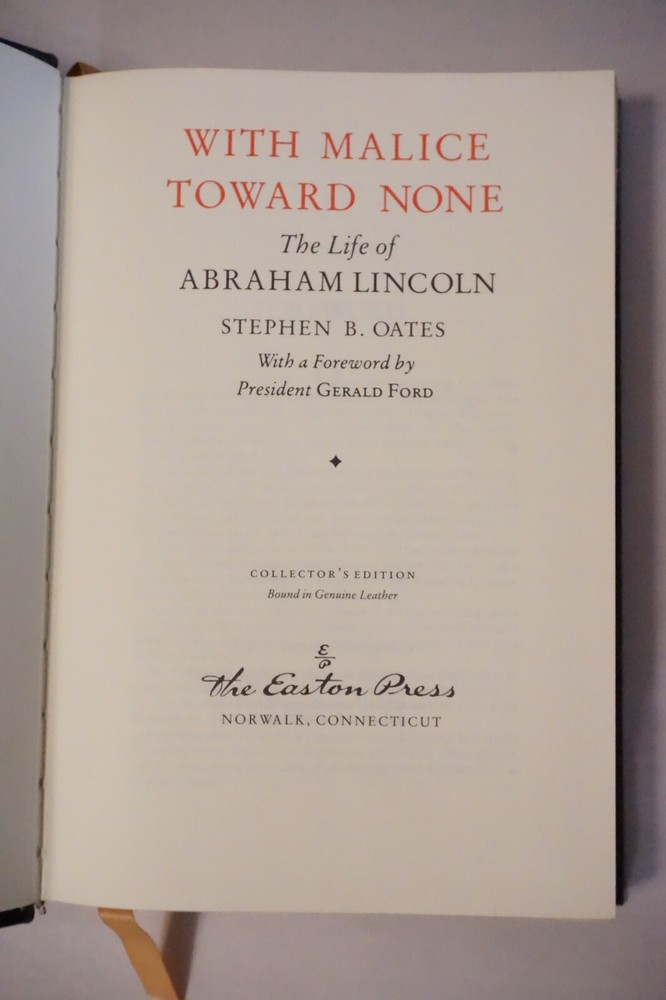 WITH MALICE
TOWARD NONE
The Life of
ABRAHAM LINCOLN
STEPHEN B. OATES
With a Foreword by
President GERALD FORD
COLLECTOR'S EDITION
Bound in Genuine Leather
E
P
The Easton Press
NORWALK, CONNECTICUT